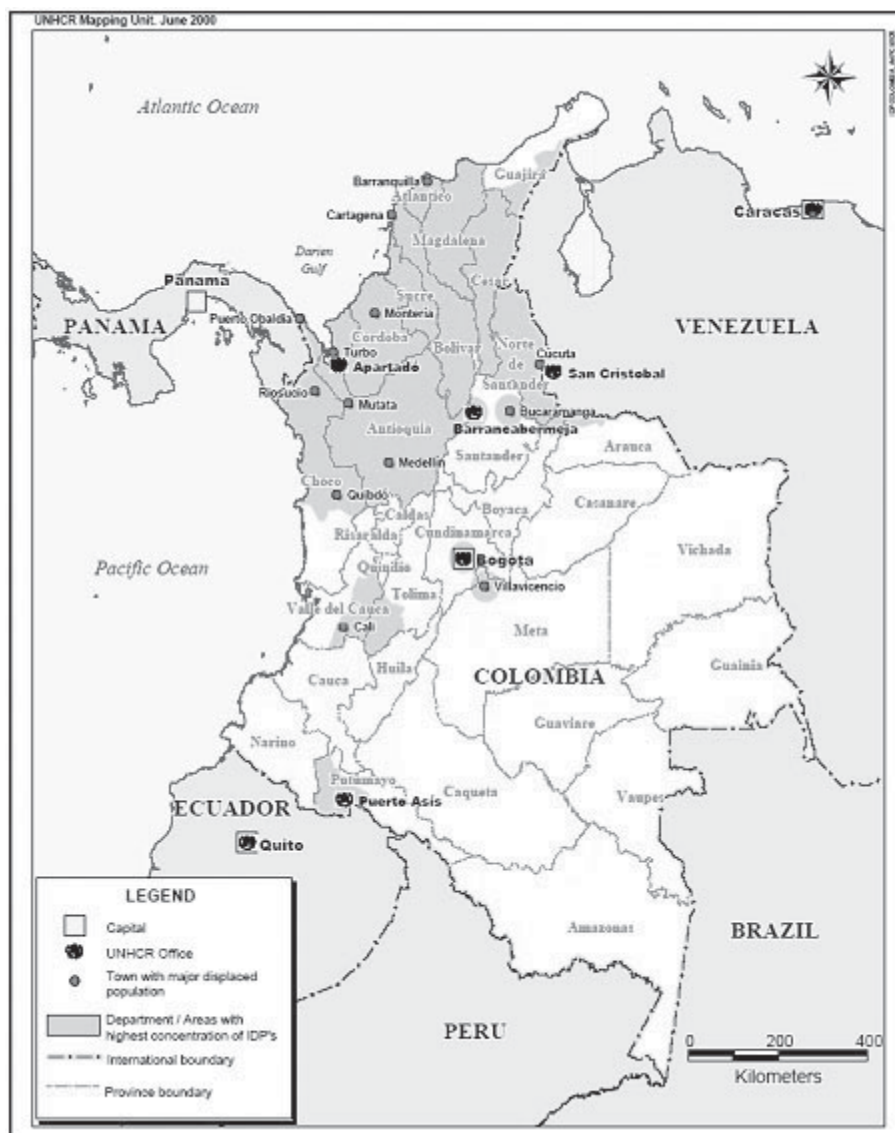 UNHCR Mapping Unit. June 2000
Atlantic Ocean
Guajira
Barranquilla
Atlantico
Cartagena
Caracas
Magdalena
Darien
Gulf
Cesar
Panama
Sucre
Monteria
Puerto Obaldia
PANAMA
VENEZUELA
Cordoba
Bolivar
Norte
de
Santander
Turbo
Apartado
Cucuta
San Cristobal
Riosucio
Mutata
Bucaramanga
Barrancabermeja
Antioquia
Santander
Arauca
Medellin
Choco
Quibdo
Caldas
Boyaca
Casanare
Risaralda
Cundinamarca
Vichada
Pacific Ocean
Bogota
Quinilia
Villavicencio
Tolima
Valle del Cauca
Cali
Meta
Guainia
Huila
COLOMBIA
Cauca
Guaviare
Narino
Putumayo
Caqueta
Vaupes
ECUADOR
Puerto Asis
Quito
Amazonas
BRAZIL
PERU
LEGEND
Capital
UNHCR Office
Town with major displaced
population
Department / Areas with
highest concentration of IDP's
International boundary
Province boundary
0 200 400
Kilometers